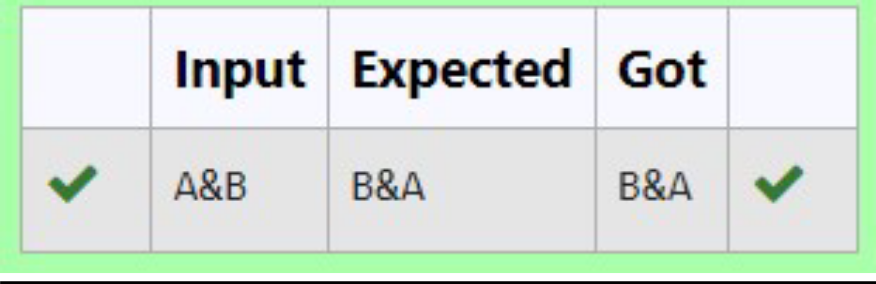 Input Expected Got
A&B B&A B&A